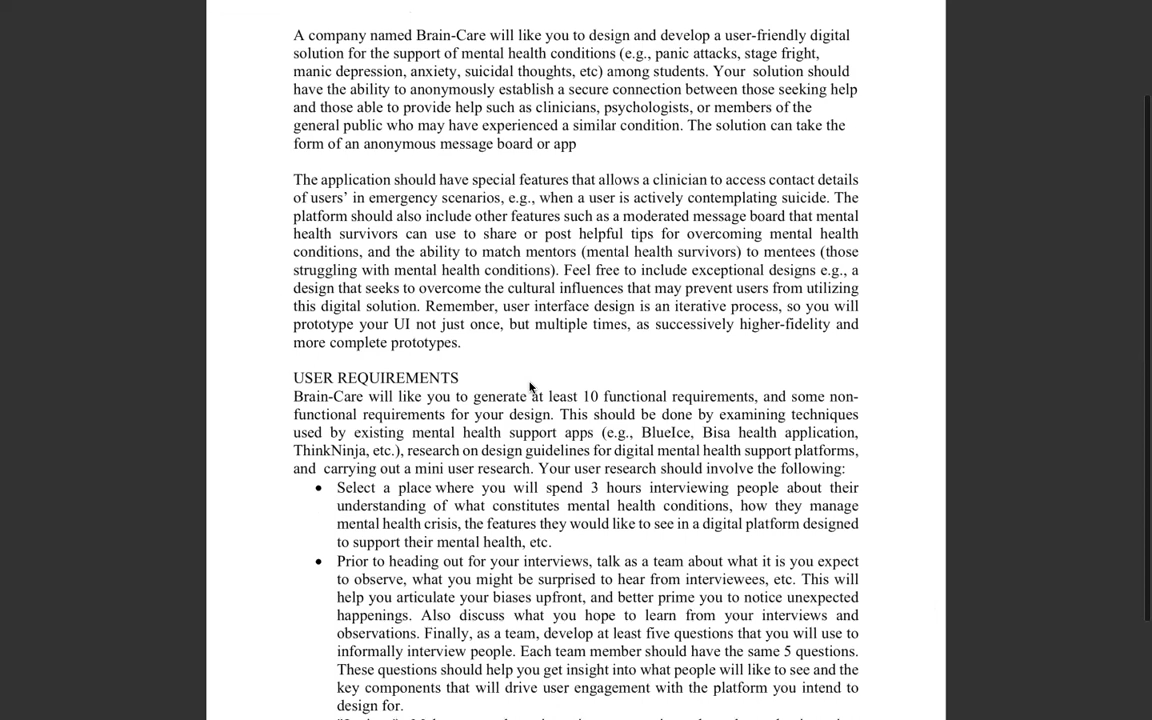 A company named Brain-Care will like you to design and develop a user-friendly digital
solution for the support of mental health conditions (e.g., panic attacks, stage fright,
manic depression, anxiety, suicidal thoughts, etc) among students. Your solution should
have the ability to anonymously establish a secure connection between those seeking help
and those able to provide help such as clinicians, psychologists, or members of the
general public who may have experienced a similar condition. The solution can take the
form of an anonymous message board or app
The application should have special features that allows a clinician to access contact details
of users’ in emergency scenarios, e.g., when a user is actively contemplating suicide. The
platform should also include other features such as a moderated message board that mental
health survivors can use to share or post helpful tips for overcoming mental health
conditions, and the ability to match mentors (mental health survivors) to mentees (those
struggling with mental health conditions). Feel free to include exceptional designs e.g., a
design that seeks to overcome the cultural influences that may prevent users from utilizing
this digital solution. Remember, user interface design is an iterative process, so you will
prototype your UI not just once, but multiple times, as successively higher-fidelity and
more complete prototypes.
USER REQUIREMENTS
Brain-Care will like you to generate at least 10 functional requirements, and some non-
functional requirements for your design. This should be done by examining techniques
used by existing mental health support apps (e.g., BlueIce, Bisa health application,
ThinkNinja, etc.), research on design guidelines for digital mental health support platforms,
and carrying out a mini user research. Your user research should involve the following:
• Select a place where you will spend 3 hours interviewing people about their
understanding of what constitutes mental health conditions, how they manage
mental health crisis, the features they would like to see in a digital platform designed
to support their mental health, etc.
• Prior to heading out for your interviews, talk as a team about what it is you expect
to observe, what you might be surprised to hear from interviewees, etc. This will
help you articulate your biases upfront, and better prime you to notice unexpected
happenings. Also discuss what you hope to learn from your interviews and
observations. Finally, as a team, develop at least five questions that you will use to
informally interview people. Each team member should have the same 5 questions.
These questions should help you get insight into what people will like to see and the
key components that will drive user engagement with the platform you intend to
design for.